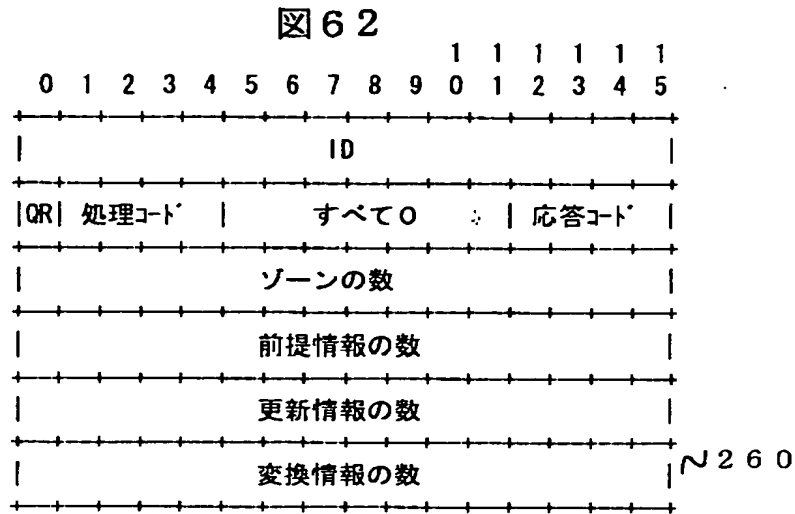 図62
1 1 1 1 1 1
0 1 2 3 4 5 6 7 8 9 0 1 2 3 4 5
ID
QR 処理コード すべて0 応答コード
ゾーンの数
前提情報の数
更新情報の数
変換情報の数 260